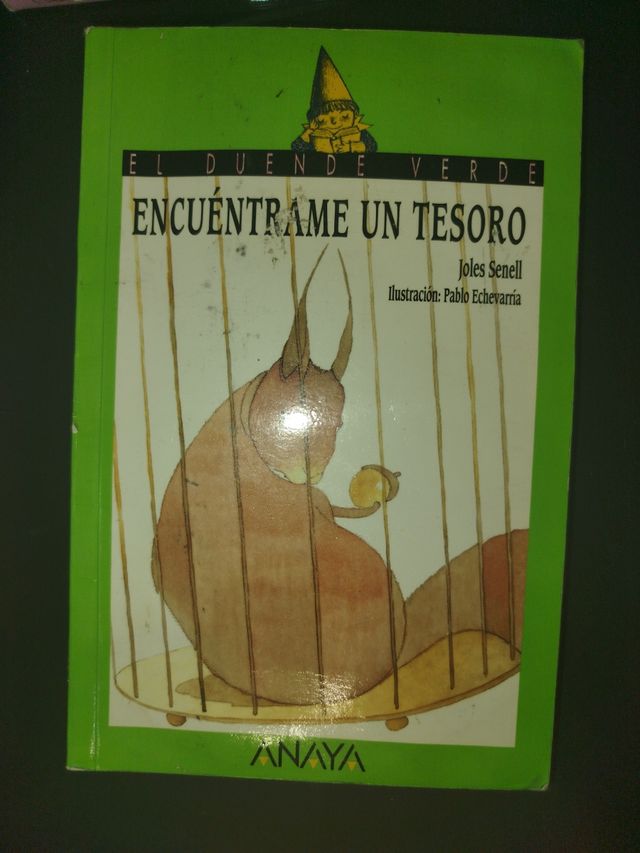 EL DUENDE VERDE
ENCUÉNTRAME UN TESORO
Joles Senell
Ilustración: Pablo Echevarría
ANAYA